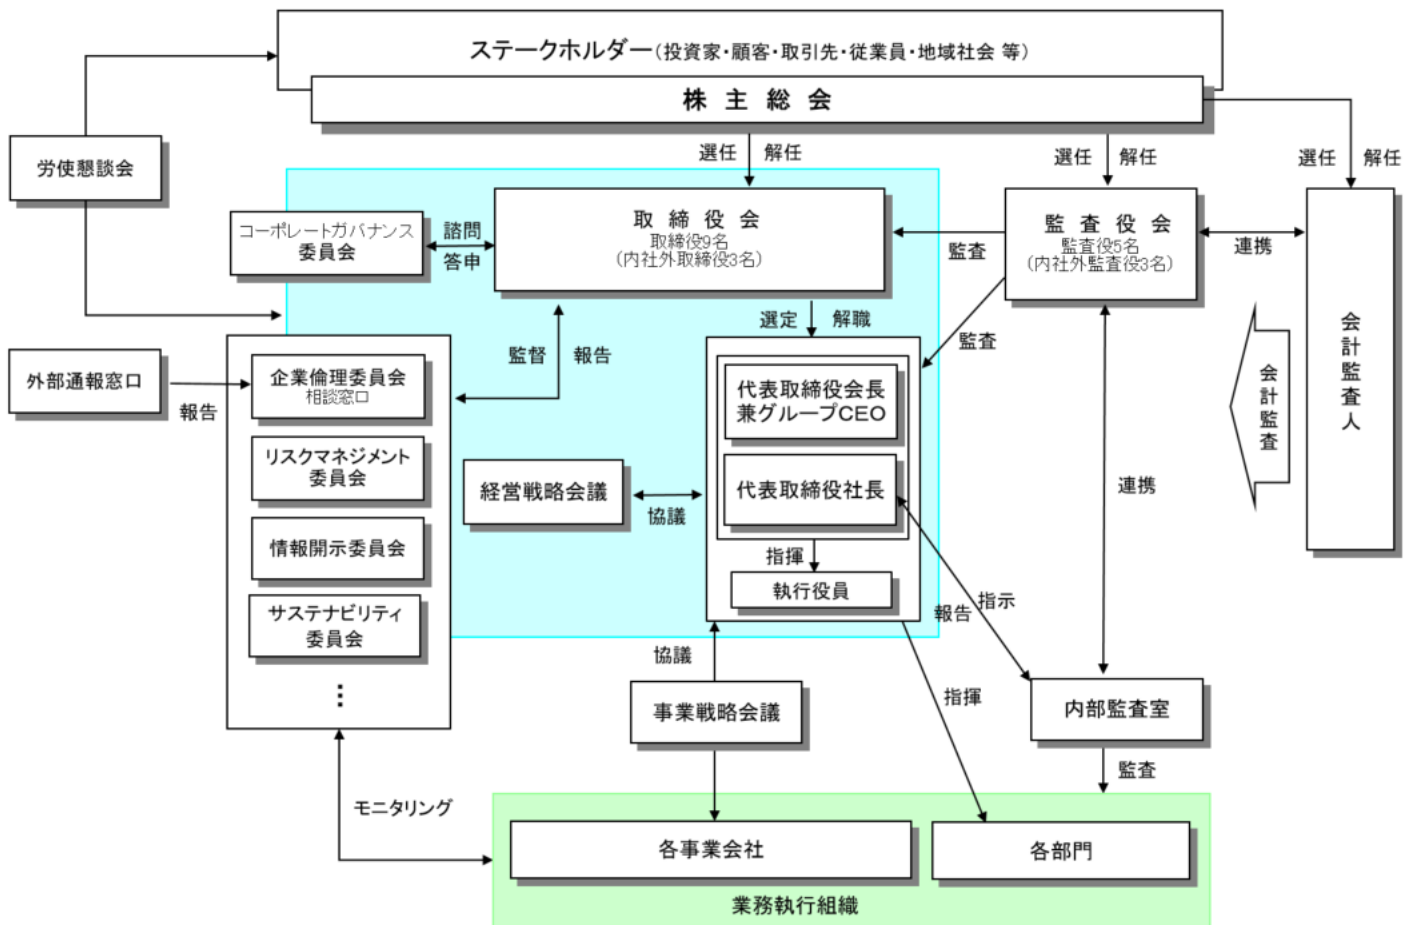 ステークホルダー(投資家・顧客・取引先・従業員・地域社会 等)
株 主 総 会
労使懇談会
選任 解任
選任 解任
選任 解任
コーポレートガバナンス
委員会
諮問
答申
取 締 役 会
取締役9名
(内社外取締役3名)
監査
監 査 役 会
監査役5名
(内社外監査役3名)
連携
会計監査人
会計監査
選定 解職
監査
監督 報告
外部通報窓口
報告
企業倫理委員会
相談窓口
リスクマネジメント
委員会
情報開示委員会
サステナビリティ
委員会
⋮
経営戦略会議
協議
代表取締役会長
兼グループCEO
代表取締役社長
指揮
執行役員
連携
報告
指示
協議
事業戦略会議
指揮
内部監査室
監査
モニタリング
各事業会社
各部門
業務執行組織